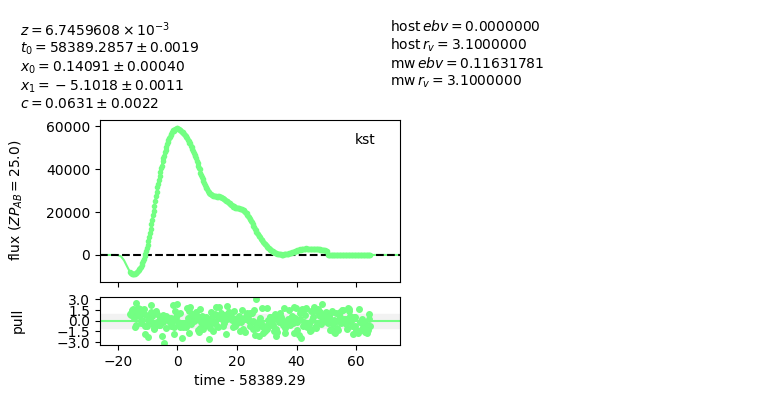 z = 6.7459608 × 10⁻³
t₀ = 58389.2857 ± 0.0019
x₀ = 0.14091 ± 0.00040
x₁ = −5.1018 ± 0.0011
c = 0.0631 ± 0.0022
host ebv = 0.0000000
host r_v = 3.1000000
mw ebv = 0.11631781
mw r_v = 3.1000000
60000
40000
20000
0
flux (ZP_AB = 25.0)
kst
3.0
1.5
0.0
−1.5
−3.0
pull
−20 0 20 40 60
time - 58389.29